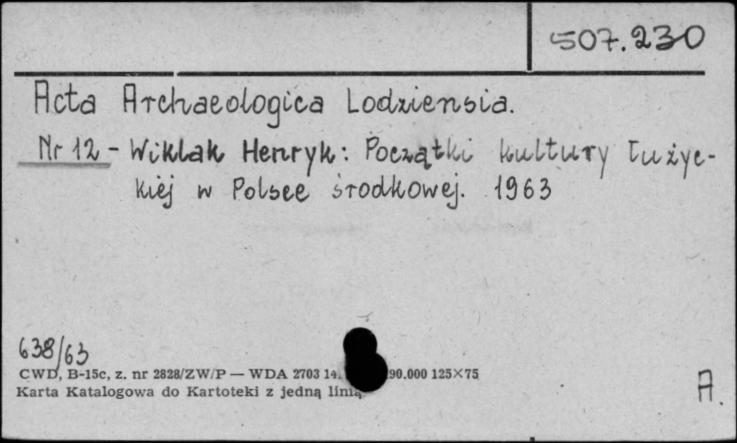 507.230
Acta Archaeologica Lodziensia.
Nr 12 - Wiklak Henryk: Początki kultury łużyc-
kiej w Polsce środkowej. 1963
638/63
CWD, B-15c, z. nr 2828/ZW/P — WDA 2703 14. 90.000 125×75
Karta Katalogowa do Kartoteki z jedną linią
A.